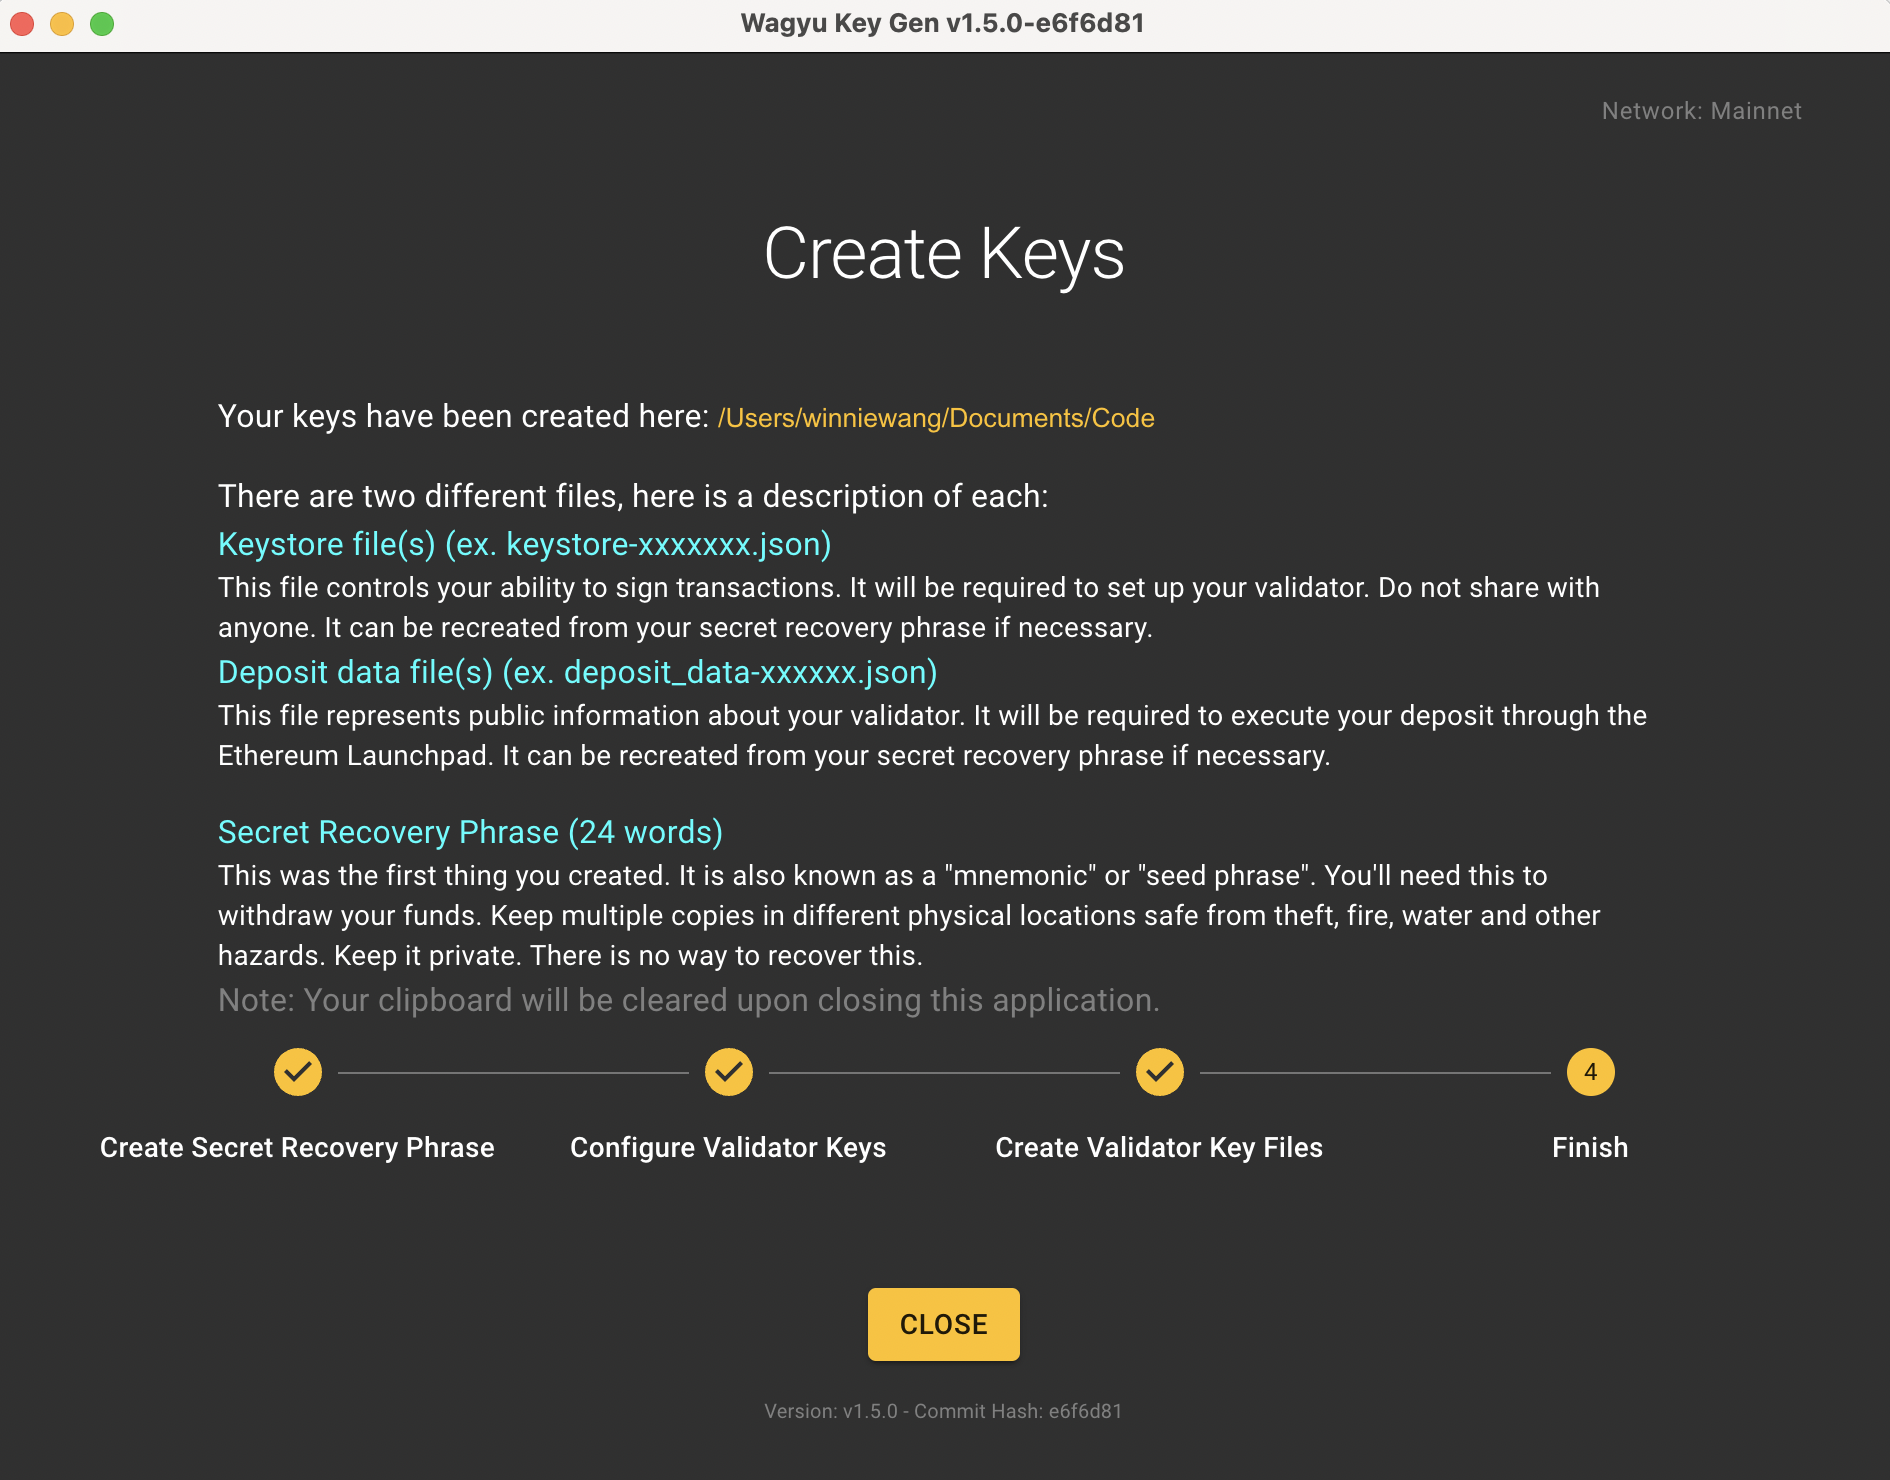 Wagyu Key Gen v1.5.0-e6f6d81
Network: Mainnet
Create Keys
Your keys have been created here: /Users/winniewang/Documents/Code
There are two different files, here is a description of each:
Keystore file(s) (ex. keystore-xxxxxxx.json)
This file controls your ability to sign transactions. It will be required to set up your validator. Do not share with
anyone. It can be recreated from your secret recovery phrase if necessary.
Deposit data file(s) (ex. deposit_data-xxxxxx.json)
This file represents public information about your validator. It will be required to execute your deposit through the
Ethereum Launchpad. It can be recreated from your secret recovery phrase if necessary.
Secret Recovery Phrase (24 words)
This was the first thing you created. It is also known as a "mnemonic" or "seed phrase". You'll need this to
withdraw your funds. Keep multiple copies in different physical locations safe from theft, fire, water and other
hazards. Keep it private. There is no way to recover this.
Note: Your clipboard will be cleared upon closing this application.
4
Create Secret Recovery Phrase
Configure Validator Keys
Create Validator Key Files
Finish
CLOSE
Version: v1.5.0 - Commit Hash: e6f6d81